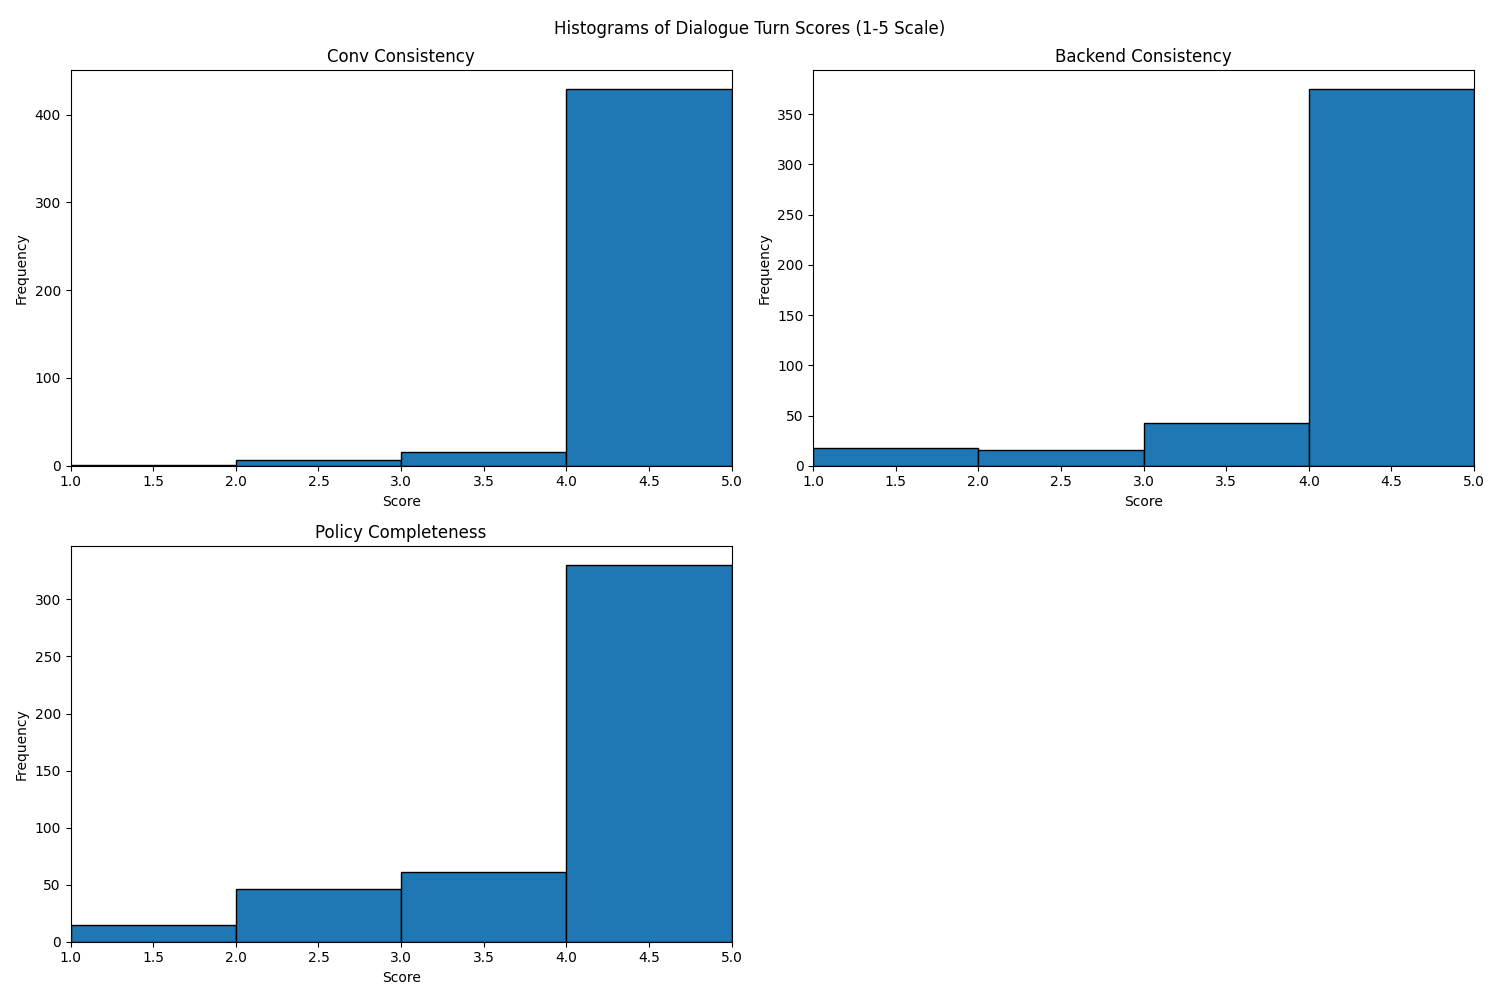 Histograms of Dialogue Turn Scores (1-5 Scale)
Conv Consistency
Frequency
400
300
200
100
0
1.0 1.5 2.0 2.5 3.0 3.5 4.0 4.5 5.0
Score
Backend Consistency
Frequency
350
300
250
200
150
100
50
0
1.0 1.5 2.0 2.5 3.0 3.5 4.0 4.5 5.0
Score
Policy Completeness
Frequency
300
250
200
150
100
50
0
1.0 1.5 2.0 2.5 3.0 3.5 4.0 4.5 5.0
Score